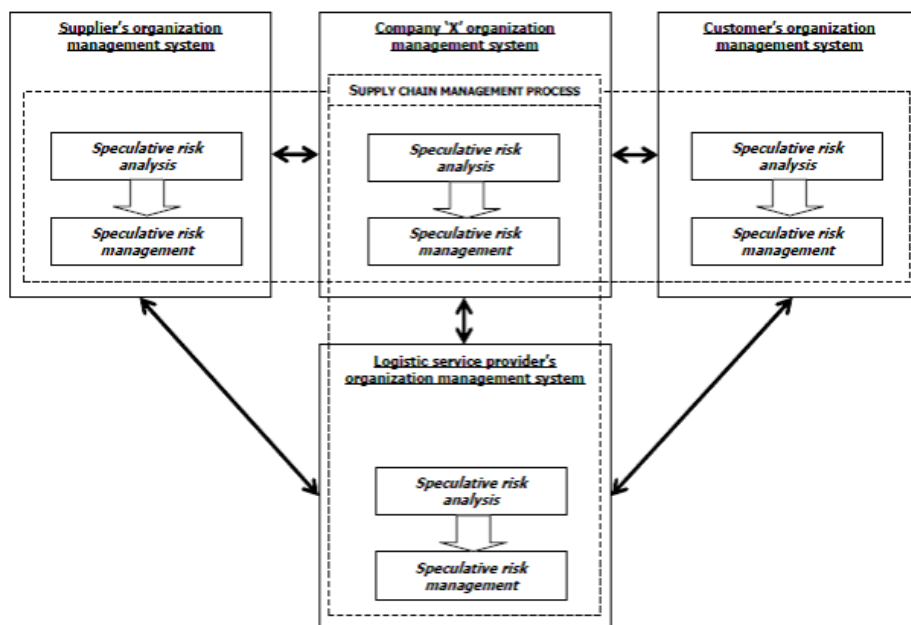 Supplier's organization
management system
Company 'X' organization
management system
Customer's organization
management system
SUPPLY CHAIN MANAGEMENT PROCESS
Speculative risk
analysis
Speculative risk
management
Speculative risk
analysis
Speculative risk
management
Speculative risk
analysis
Speculative risk
management
Logistic service provider's
organization management system
Speculative risk
analysis
Speculative risk
management